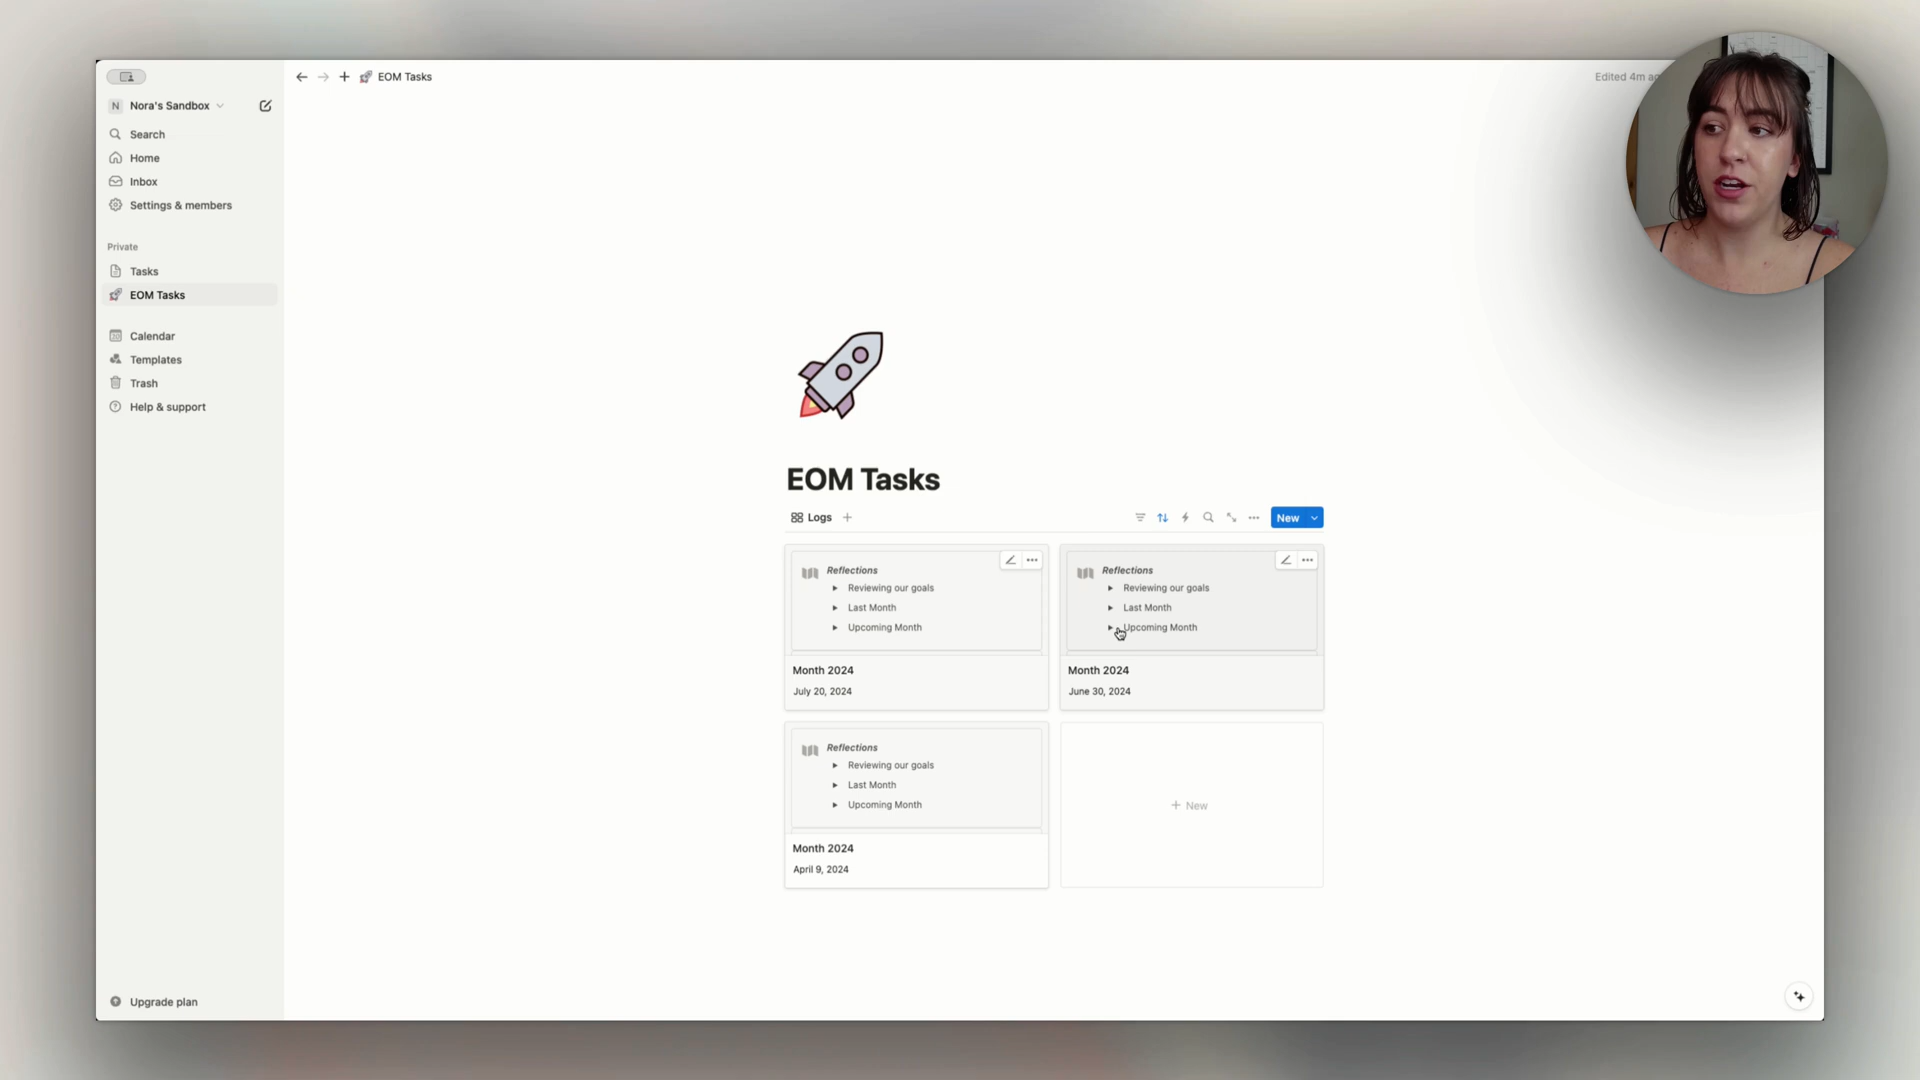 EOM Tasks
Edited 4m
N Nora's Sandbox
Search
Home
Inbox
Settings & members
Private
Tasks
EOM Tasks
Calendar
Templates
Trash
Help & support
Upgrade plan
EOM Tasks
Logs
New
Reflections
Reviewing our goals
Last Month
Upcoming Month
Month 2024
July 20, 2024
Reflections
Reviewing our goals
Last Month
Upcoming Month
Month 2024
June 30, 2024
Reflections
Reviewing our goals
Last Month
Upcoming Month
Month 2024
April 9, 2024
+ New